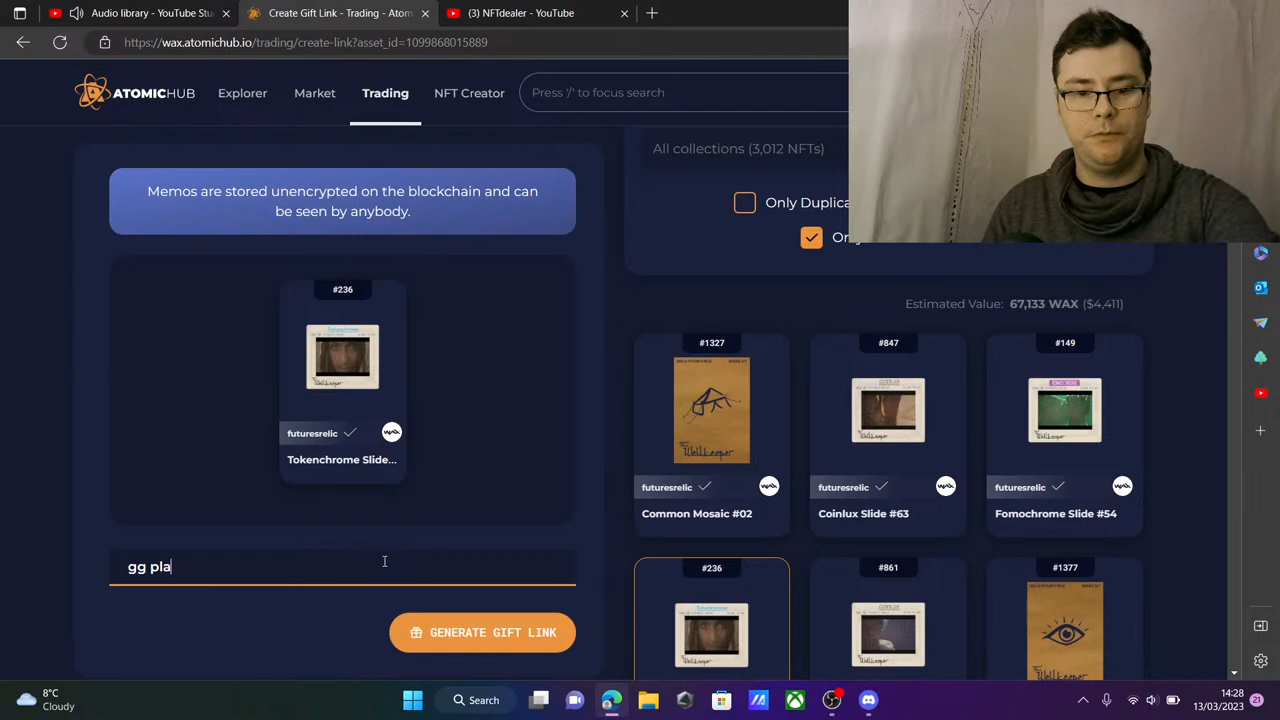 Audio library - YouTube Stu
Create Gift Link - Trading - Atom
(3) NFTdealer - YouTube
https://wax.atomichub.io/trading/create-link?asset_id=1099868015889
ATOMICHUB
Explorer
Market
Trading
NFT Creator
Press '/' to focus search
Memos are stored unencrypted on the blockchain and can
be seen by anybody.
#236
futuresrelic
Tokenchrome Slide...
gg pla
GENERATE GIFT LINK
All collections (3,012 NFTs)
Only Duplica
Only
Estimated Value: 67,133 WAX ($4,411)
#1327
futuresrelic
Common Mosaic #02
#847
futuresrelic
Coinlux Slide #63
#149
futuresrelic
Fomochrome Slide #54
#236
#861
#1377
8°C
Cloudy
Search
14:28
13/03/2023
21